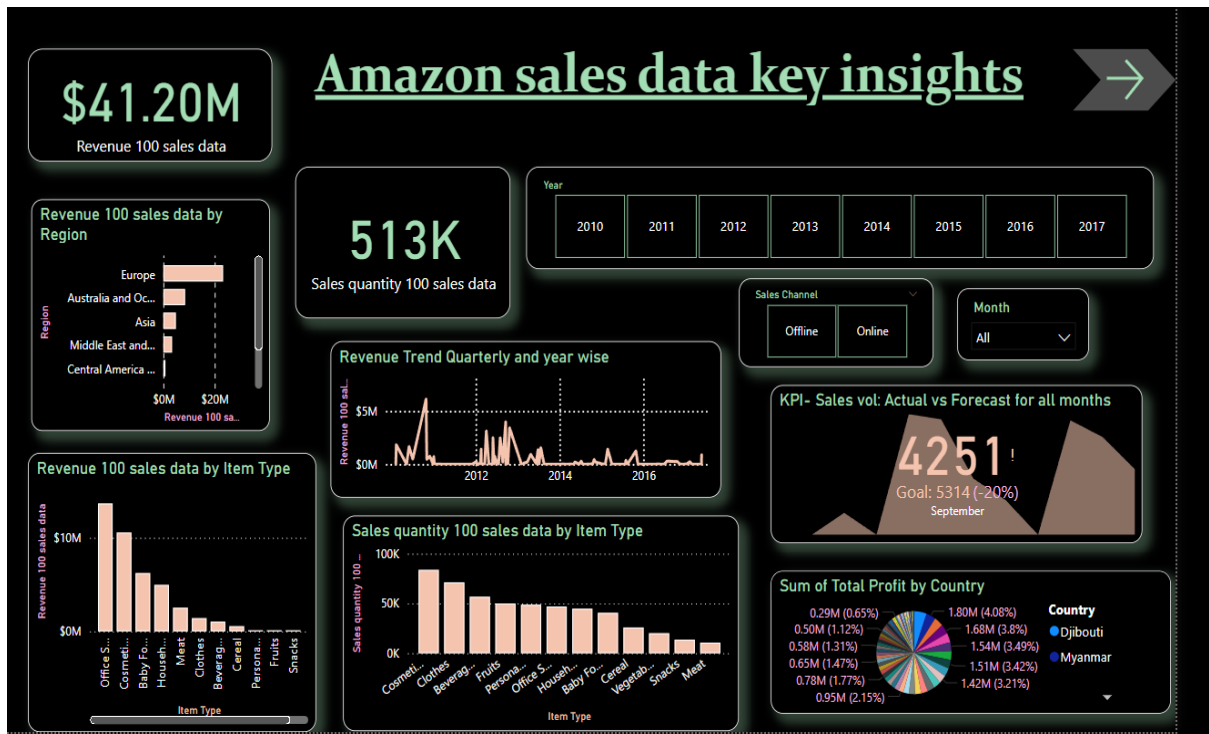 Amazon sales data key insights
$41.20M
Revenue 100 sales data
513K
Sales quantity 100 sales data
Year
2010 2011 2012 2013 2014 2015 2016 2017
Sales Channel
Offline Online
Month
All
Revenue 100 sales data by
Region
Region
Europe
Australia and Oc...
Asia
Middle East and...
Central America ...
$0M $20M
Revenue 100 sa...
Revenue Trend Quarterly and year wise
Revenue 100 sal...
$5M
$0M
2012 2014 2016
KPI- Sales vol: Actual vs Forecast for all months
4251!
Goal: 5314 (-20%)
September
Revenue 100 sales data by Item Type
Revenue 100 sales data
$10M
$0M
Office S...
Cosmeti...
Baby Fo...
Househ...
Meat
Clothes
Beverag...
Cereal
Persona...
Fruits
Snacks
Item Type
Sales quantity 100 sales data by Item Type
Sales quantity 100 ...
100K
50K
0K
Cosmeti...
Clothes
Beverag...
Fruits
Persona...
Office S...
Househ...
Baby Fo...
Cereal
Vegetab...
Snacks
Meat
Item Type
Sum of Total Profit by Country
0.29M (0.65%)
0.50M (1.12%)
0.58M (1.31%)
0.65M (1.47%)
0.78M (1.77%)
0.95M (2.15%)
1.80M (4.08%)
1.68M (3.8%)
1.54M (3.49%)
1.51M (3.42%)
1.42M (3.21%)
Country
Djibouti
Myanmar